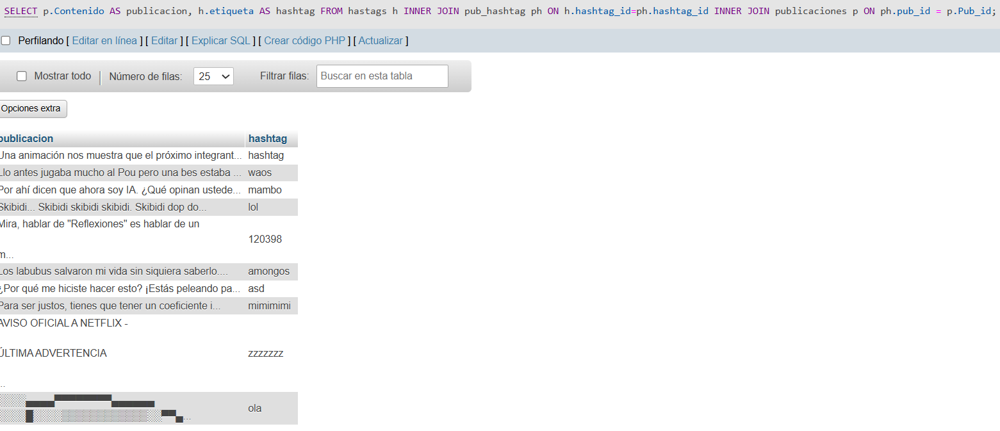 SELECT p.Contenido AS publicacion, h.etiqueta AS hashtag FROM hastags h INNER JOIN pub_hashtag ph ON h.hashtag_id=ph.hashtag_id INNER JOIN publicaciones p ON ph.pub_id = p.Pub_id;
Perfilando [ Editar en línea ] [ Editar ] [ Explicar SQL ] [ Crear código PHP ] [ Actualizar ]
Mostrar todo | Número de filas: 25 Filtrar filas: Buscar en esta tabla
Opciones extra
publicacion hashtag
Una animación nos muestra que el próximo integrant... hashtag
Llo antes jugaba mucho al Pou pero una bes estaba ... waos
Por ahí dicen que ahora soy IA. ¿Qué opinan ustede... mambo
Skibidi... Skibidi skibidi skibidi. Skibidi dop do... lol
Mira, hablar de "Reflexiones" es hablar de un
120398
m...
Los labubus salvaron mi vida sin siquiera saberlo.... amongos
¿Por qué me hiciste hacer esto? ¡Estás peleando pa... asd
Para ser justos, tienes que tener un coeficiente i... mimimimi
AVISO OFICIAL A NETFLIX -
ÚLTIMA ADVERTENCIA zzzzzzz
...
ola